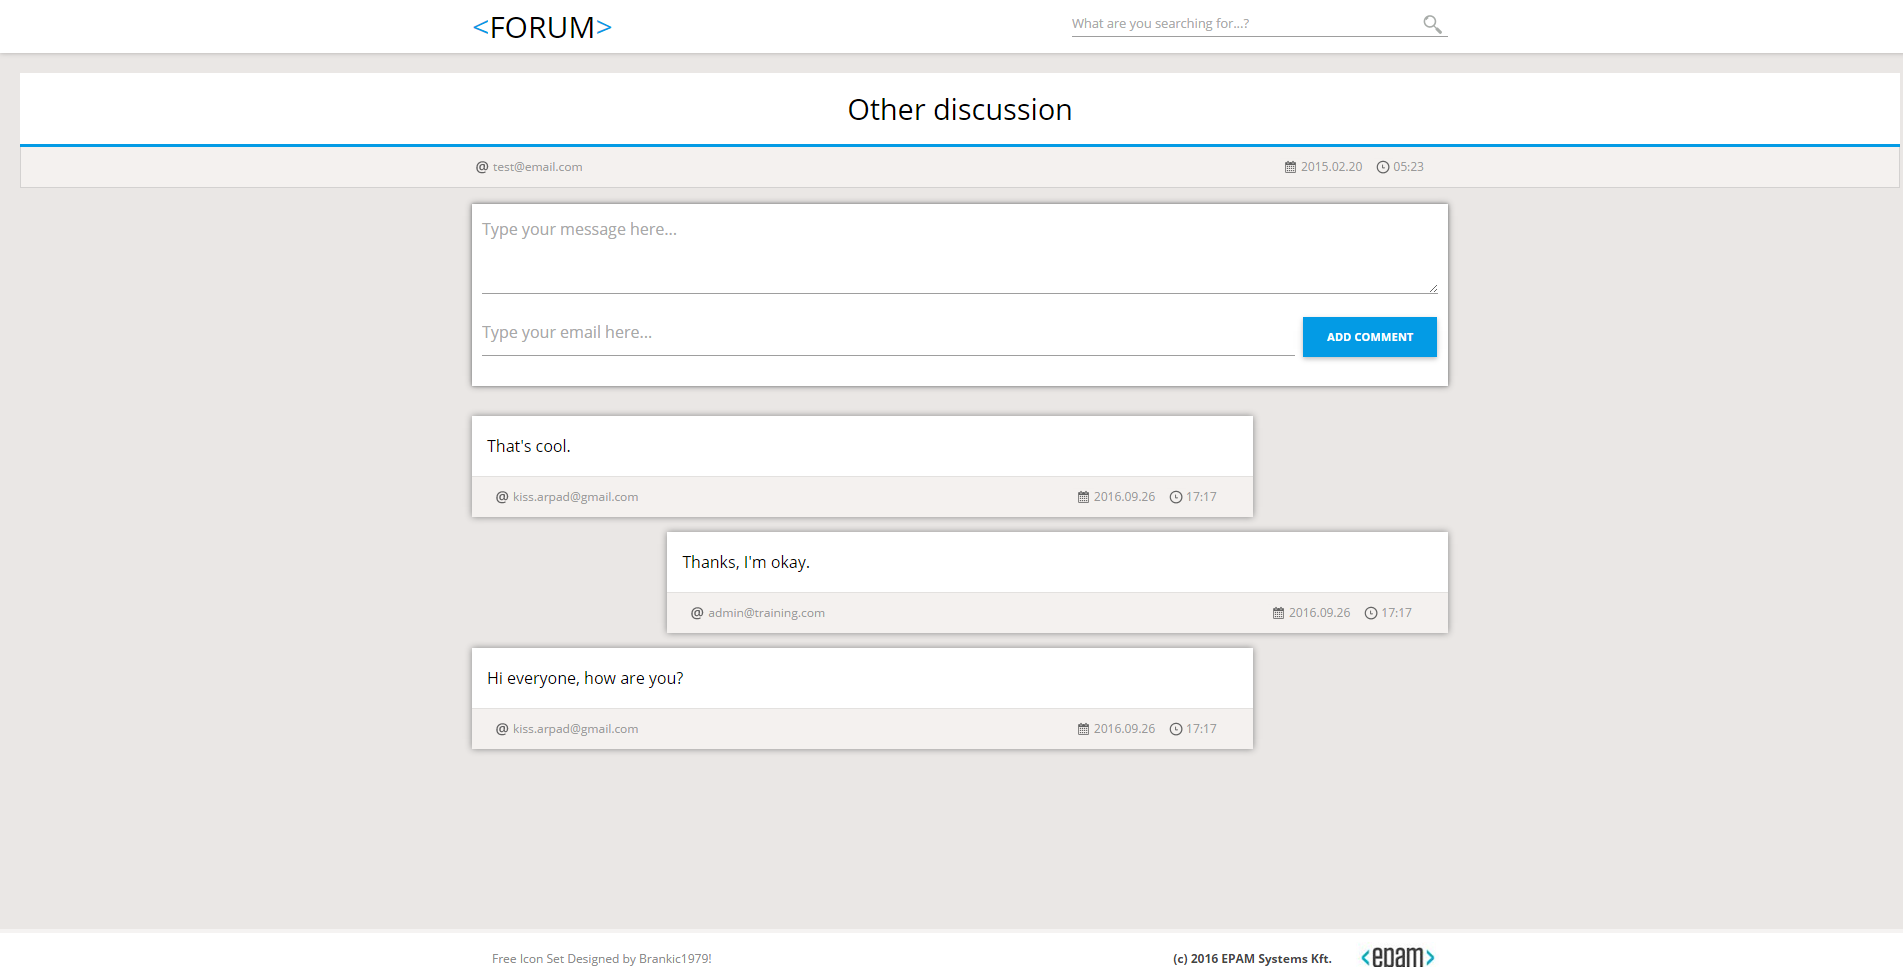 <FORUM>
What are you searching for...?
Other discussion
@ test@email.com 2015.02.20 05:23
Type your message here...
Type your email here...
ADD COMMENT
That's cool.
@ kiss.arpad@gmail.com 2016.09.26 17:17
Thanks, I'm okay.
@ admin@training.com 2016.09.26 17:17
Hi everyone, how are you?
@ kiss.arpad@gmail.com 2016.09.26 17:17
Free Icon Set Designed by Brankic1979!
(c) 2016 EPAM Systems Kft. <epam>